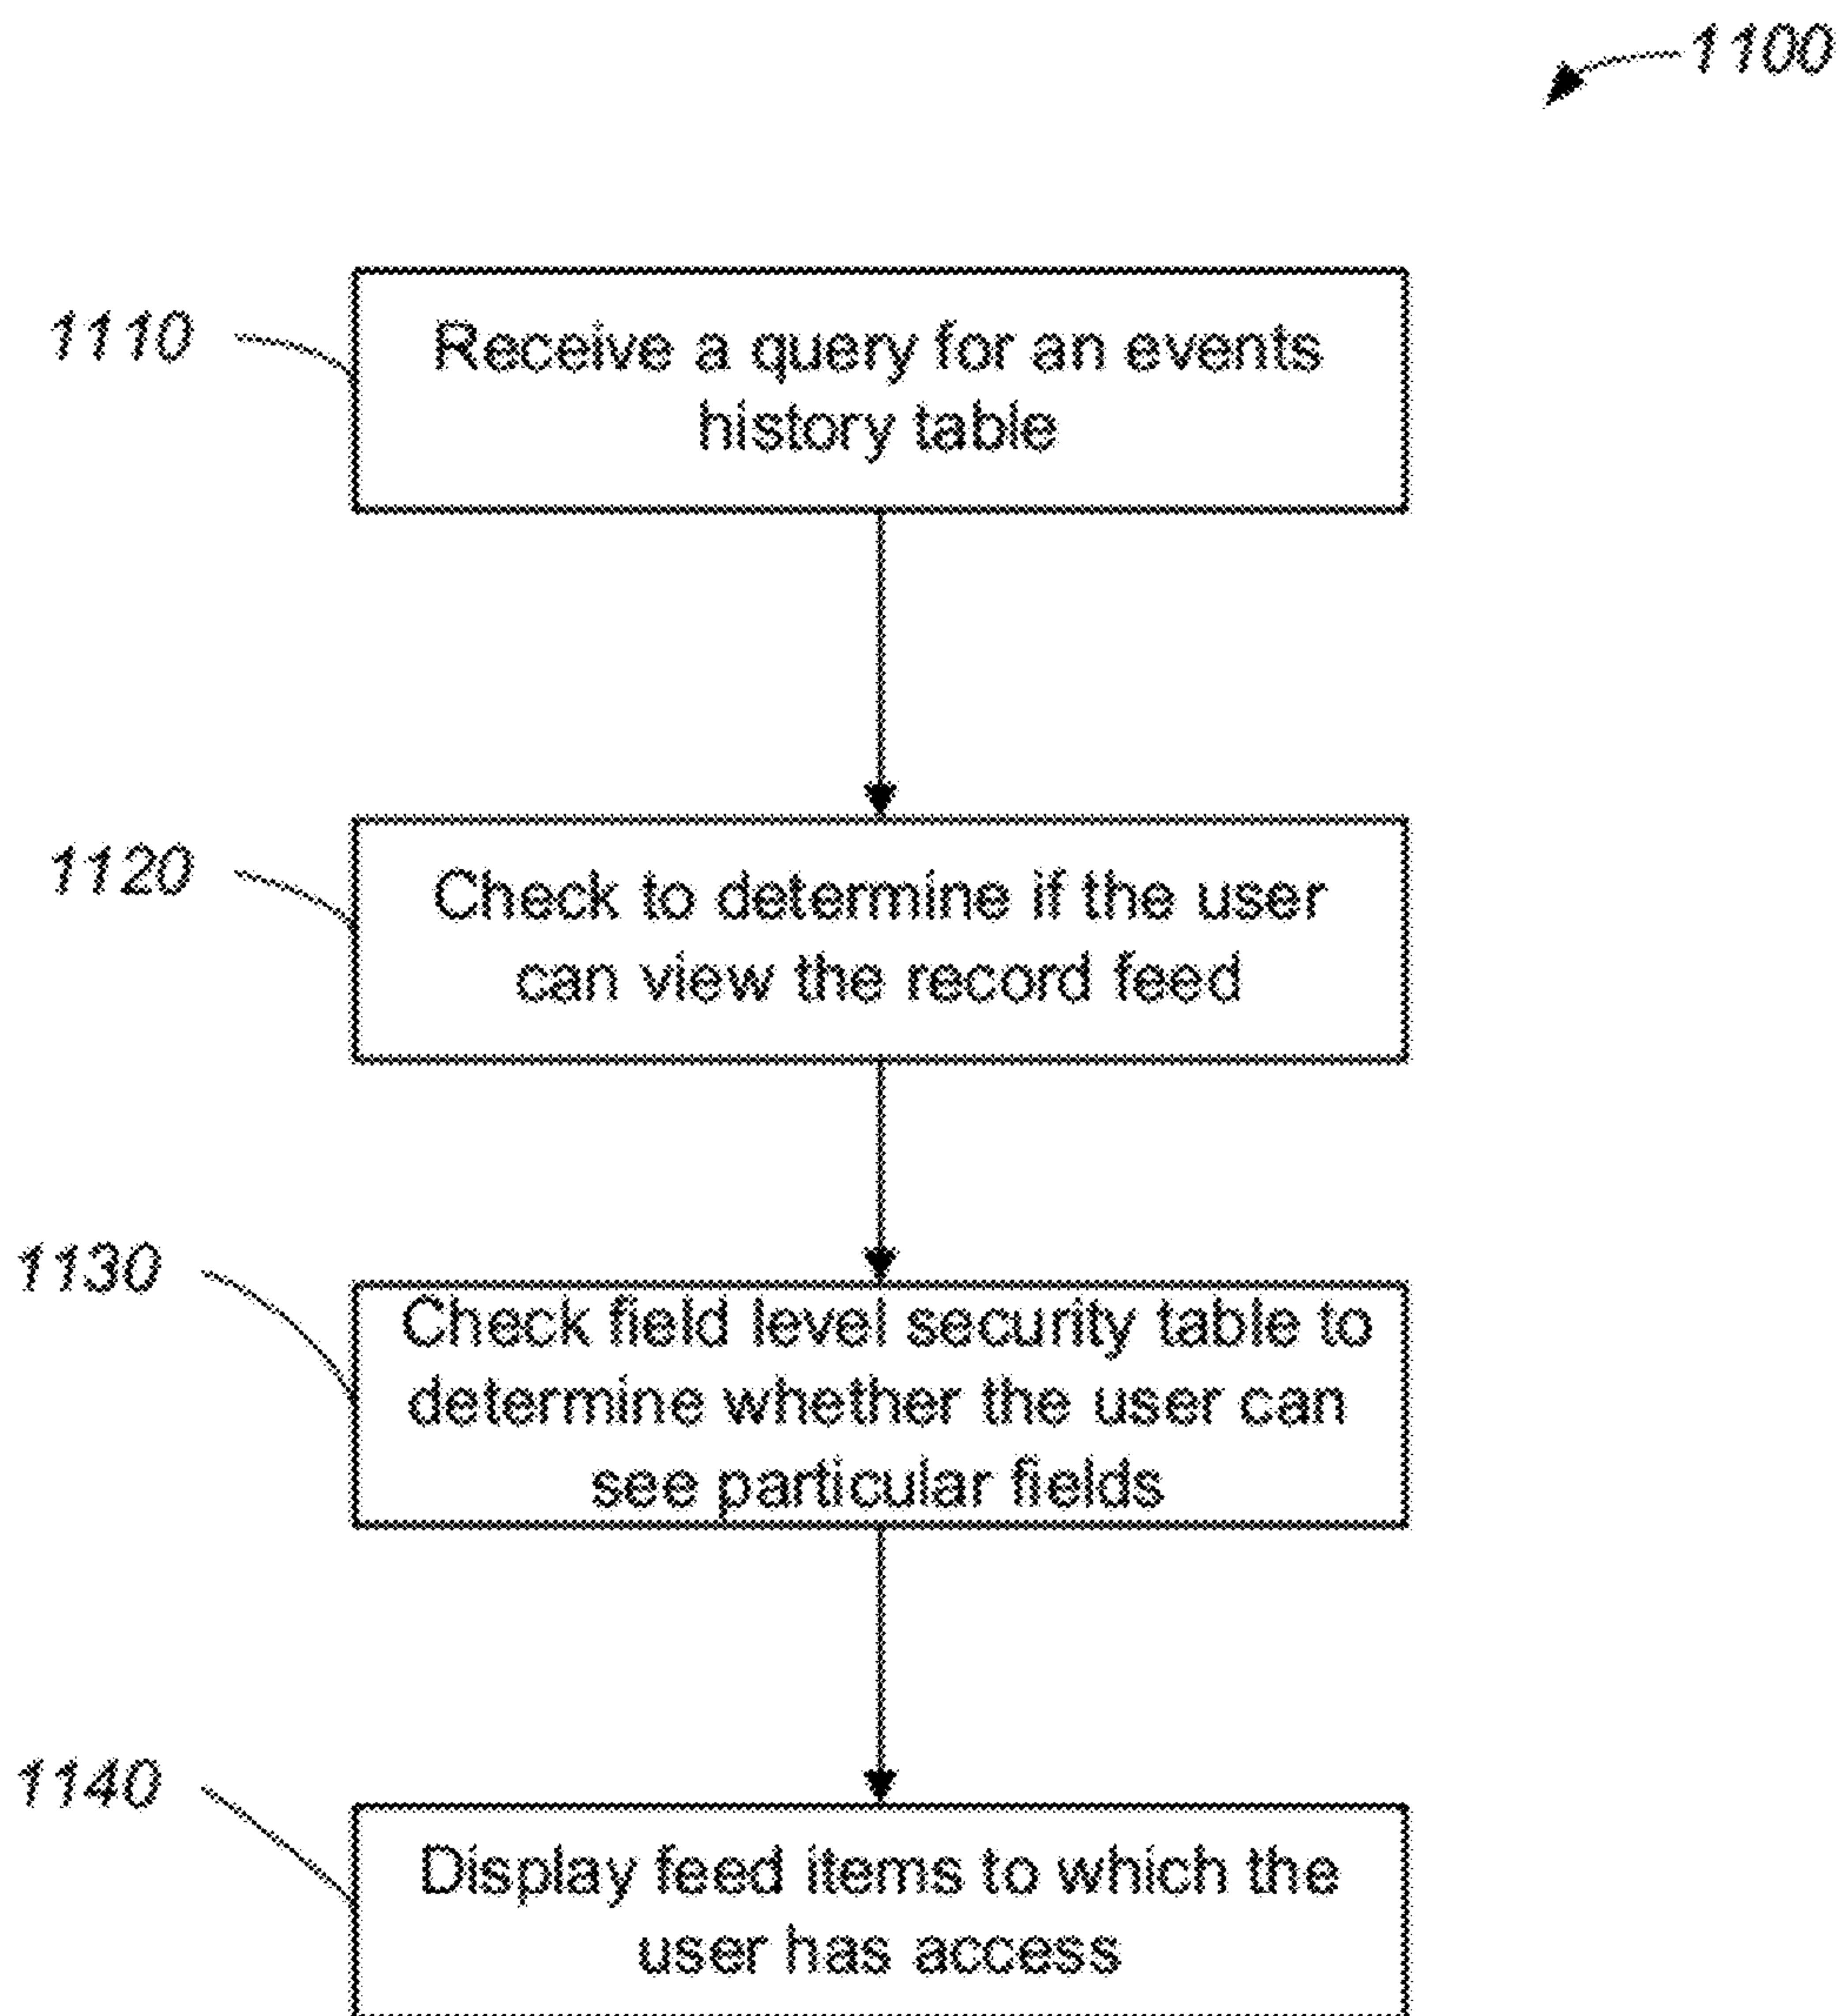 1100
1110
Receive a query for an events
history table
1120
Check to determine if the user
can view the record feed
1130
Check field level security table to
determine whether the user can
see particular fields
1140
Display feed items to which the
user has access